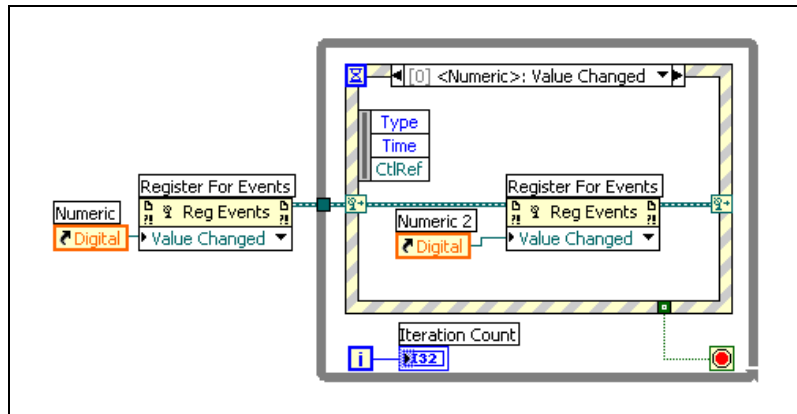 [0] <Numeric>: Value Changed
Type
Time
CtlRef
Register For Events
Reg Events
Value Changed
Numeric
Digital
Register For Events
Reg Events
Value Changed
Numeric 2
Digital
Iteration Count
i
I32